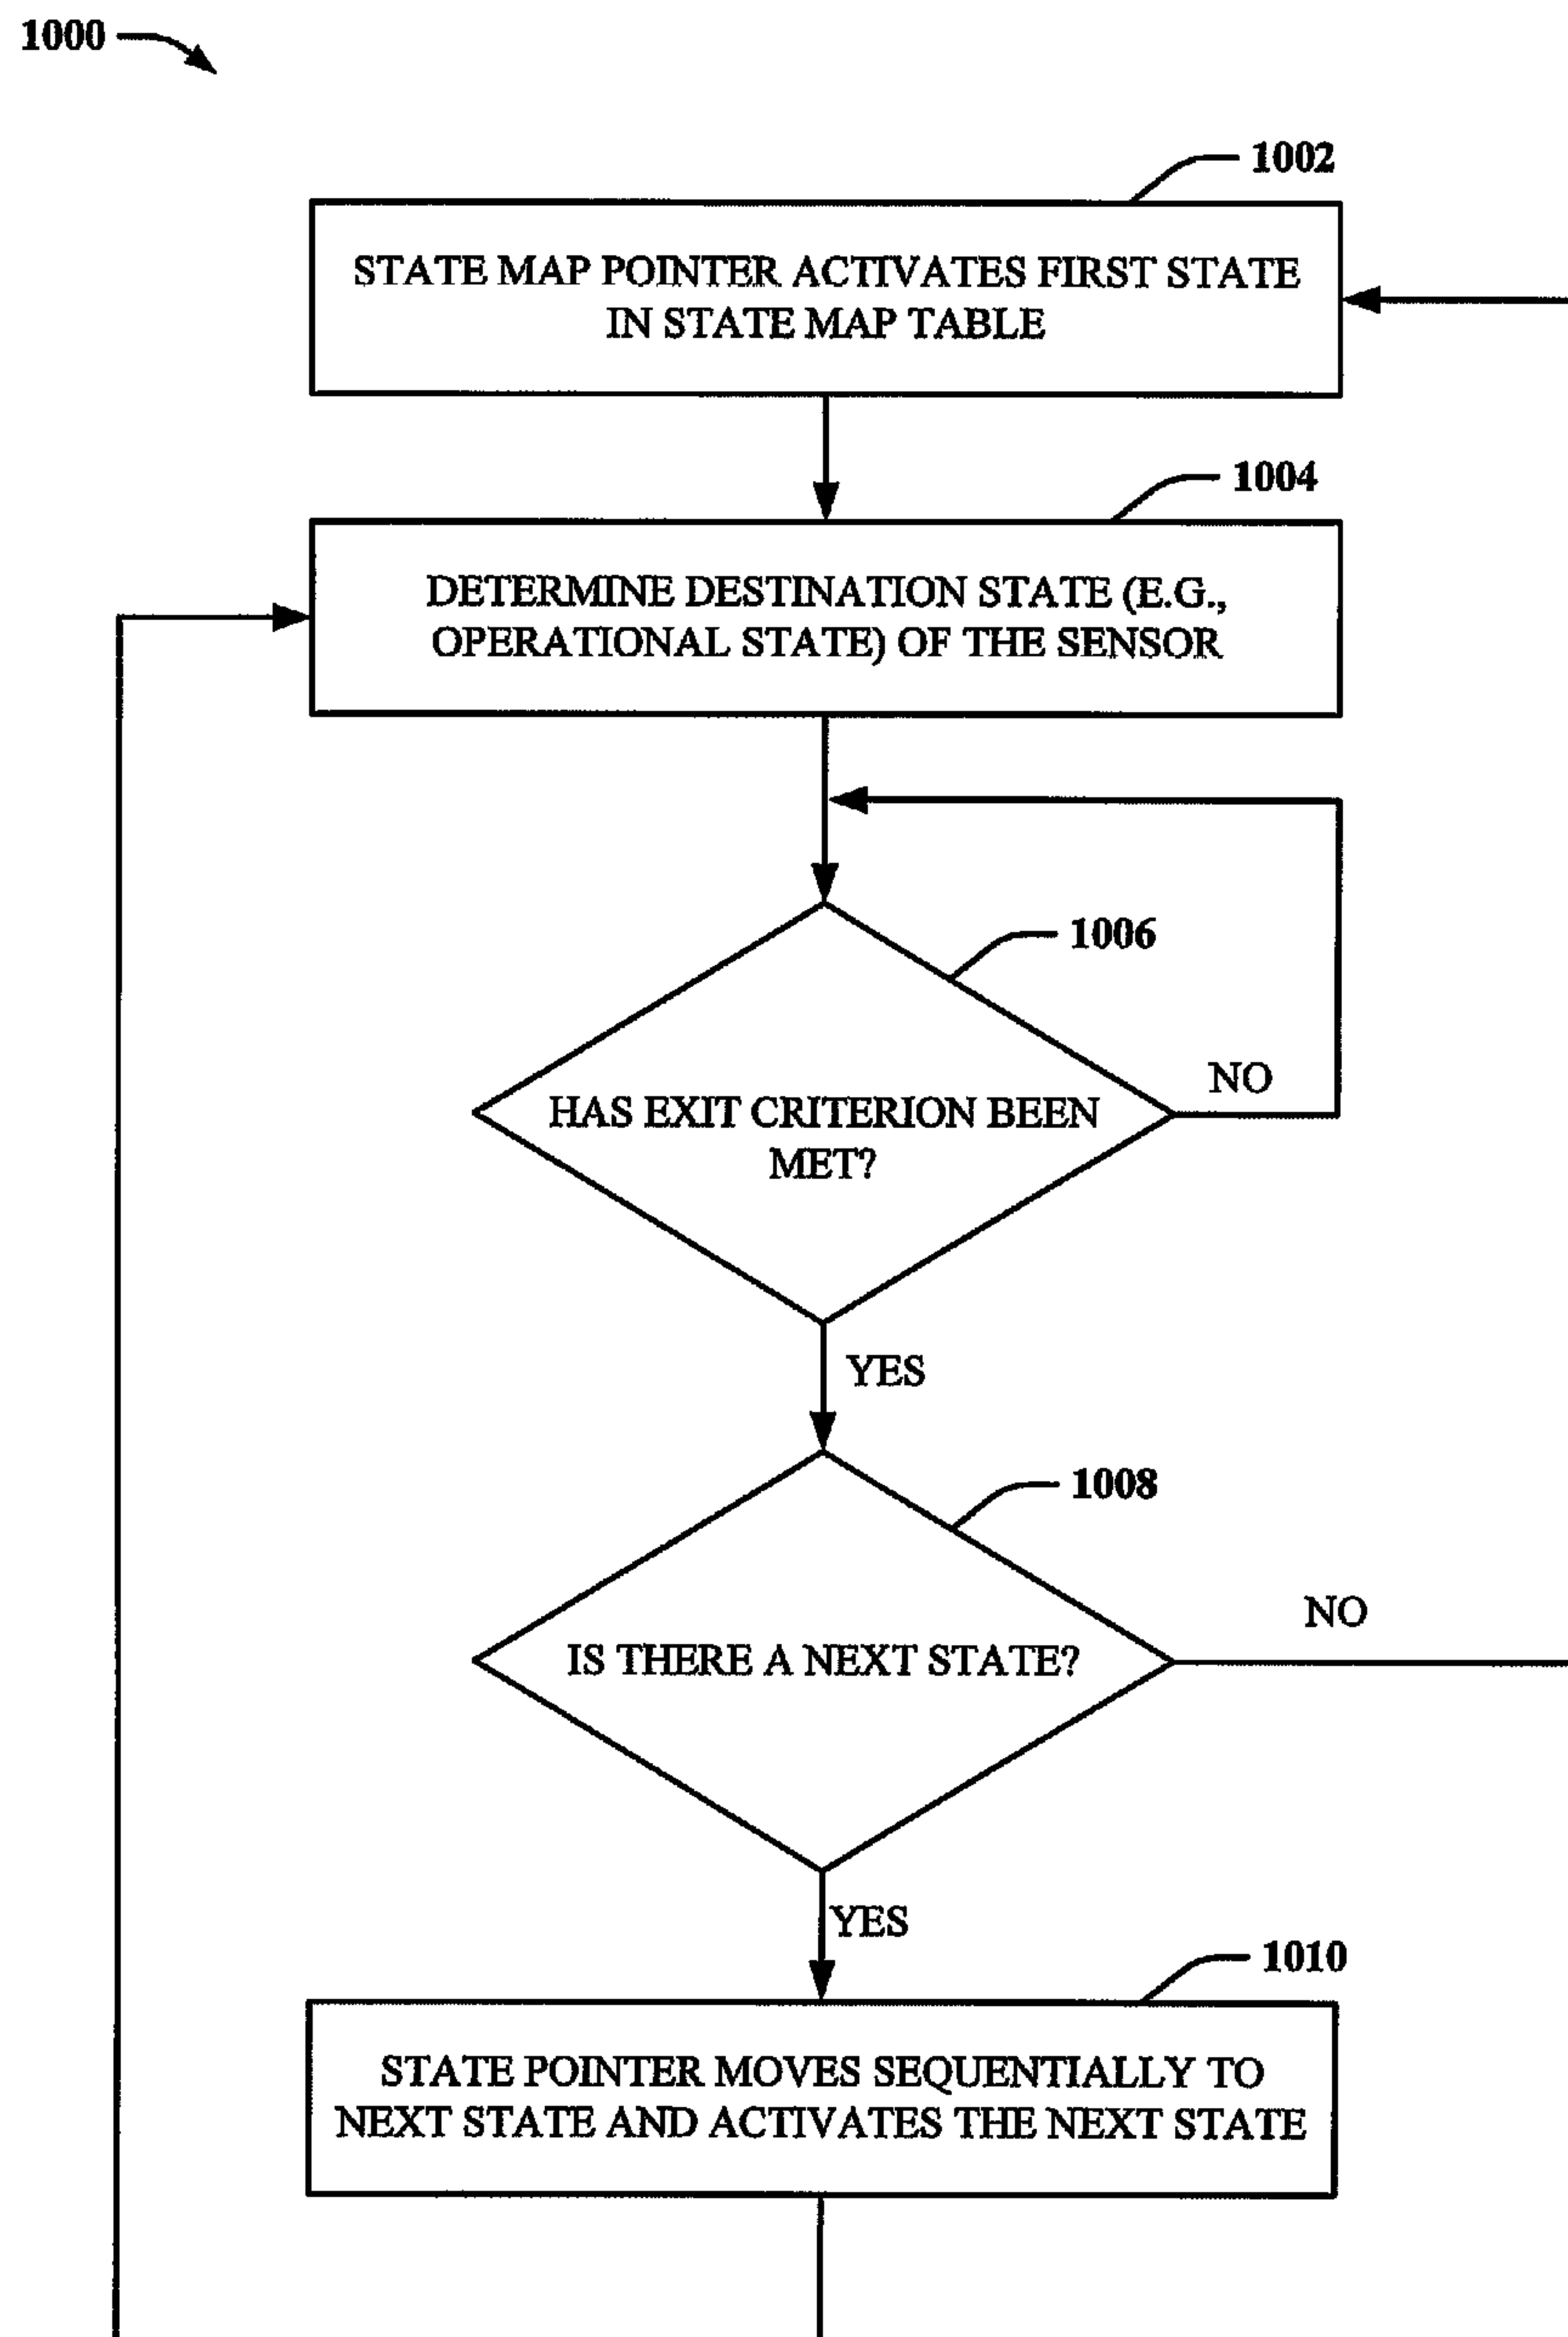 1000
1002
STATE MAP POINTER ACTIVATES FIRST STATE
IN STATE MAP TABLE
1004
DETERMINE DESTINATION STATE (E.G.,
OPERATIONAL STATE) OF THE SENSOR
1006
NO
HAS EXIT CRITERION BEEN
MET?
YES
1008
NO
IS THERE A NEXT STATE?
YES
1010
STATE POINTER MOVES SEQUENTIALLY TO
NEXT STATE AND ACTIVATES THE NEXT STATE